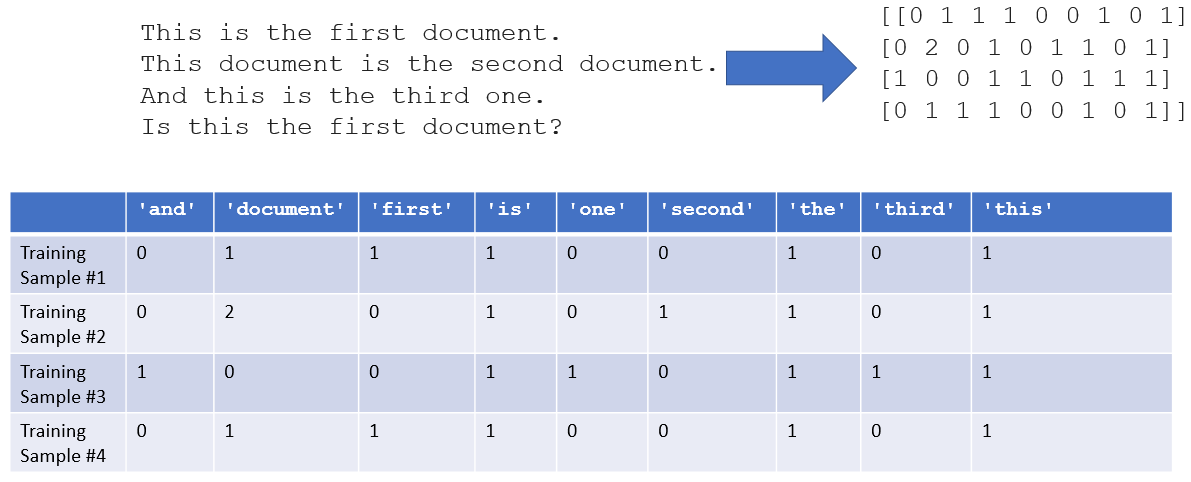 This is the first document.
This document is the second document.
And this is the third one.
Is this the first document?
[[0 1 1 1 0 0 1 0 1]
[0 2 0 1 0 1 1 0 1]
[1 0 0 1 1 0 1 1 1]
[0 1 1 1 0 0 1 0 1]]
'and' 'document' 'first' 'is' 'one' 'second' 'the' 'third' 'this'
Training 0 1 1 1 0 0 1 0 1
Sample #1
Training 0 2 0 1 0 1 1 0 1
Sample #2
Training 1 0 0 1 1 0 1 1 1
Sample #3
Training 0 1 1 1 0 0 1 0 1
Sample #4